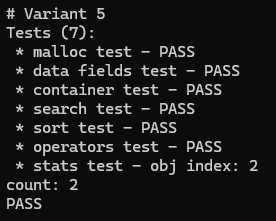 # Variant 5
Tests (7):
 * malloc test – PASS
 * data fields test – PASS
 * container test – PASS
 * search test – PASS
 * sort test – PASS
 * operators test – PASS
 * stats test – obj index: 2
count: 2
PASS